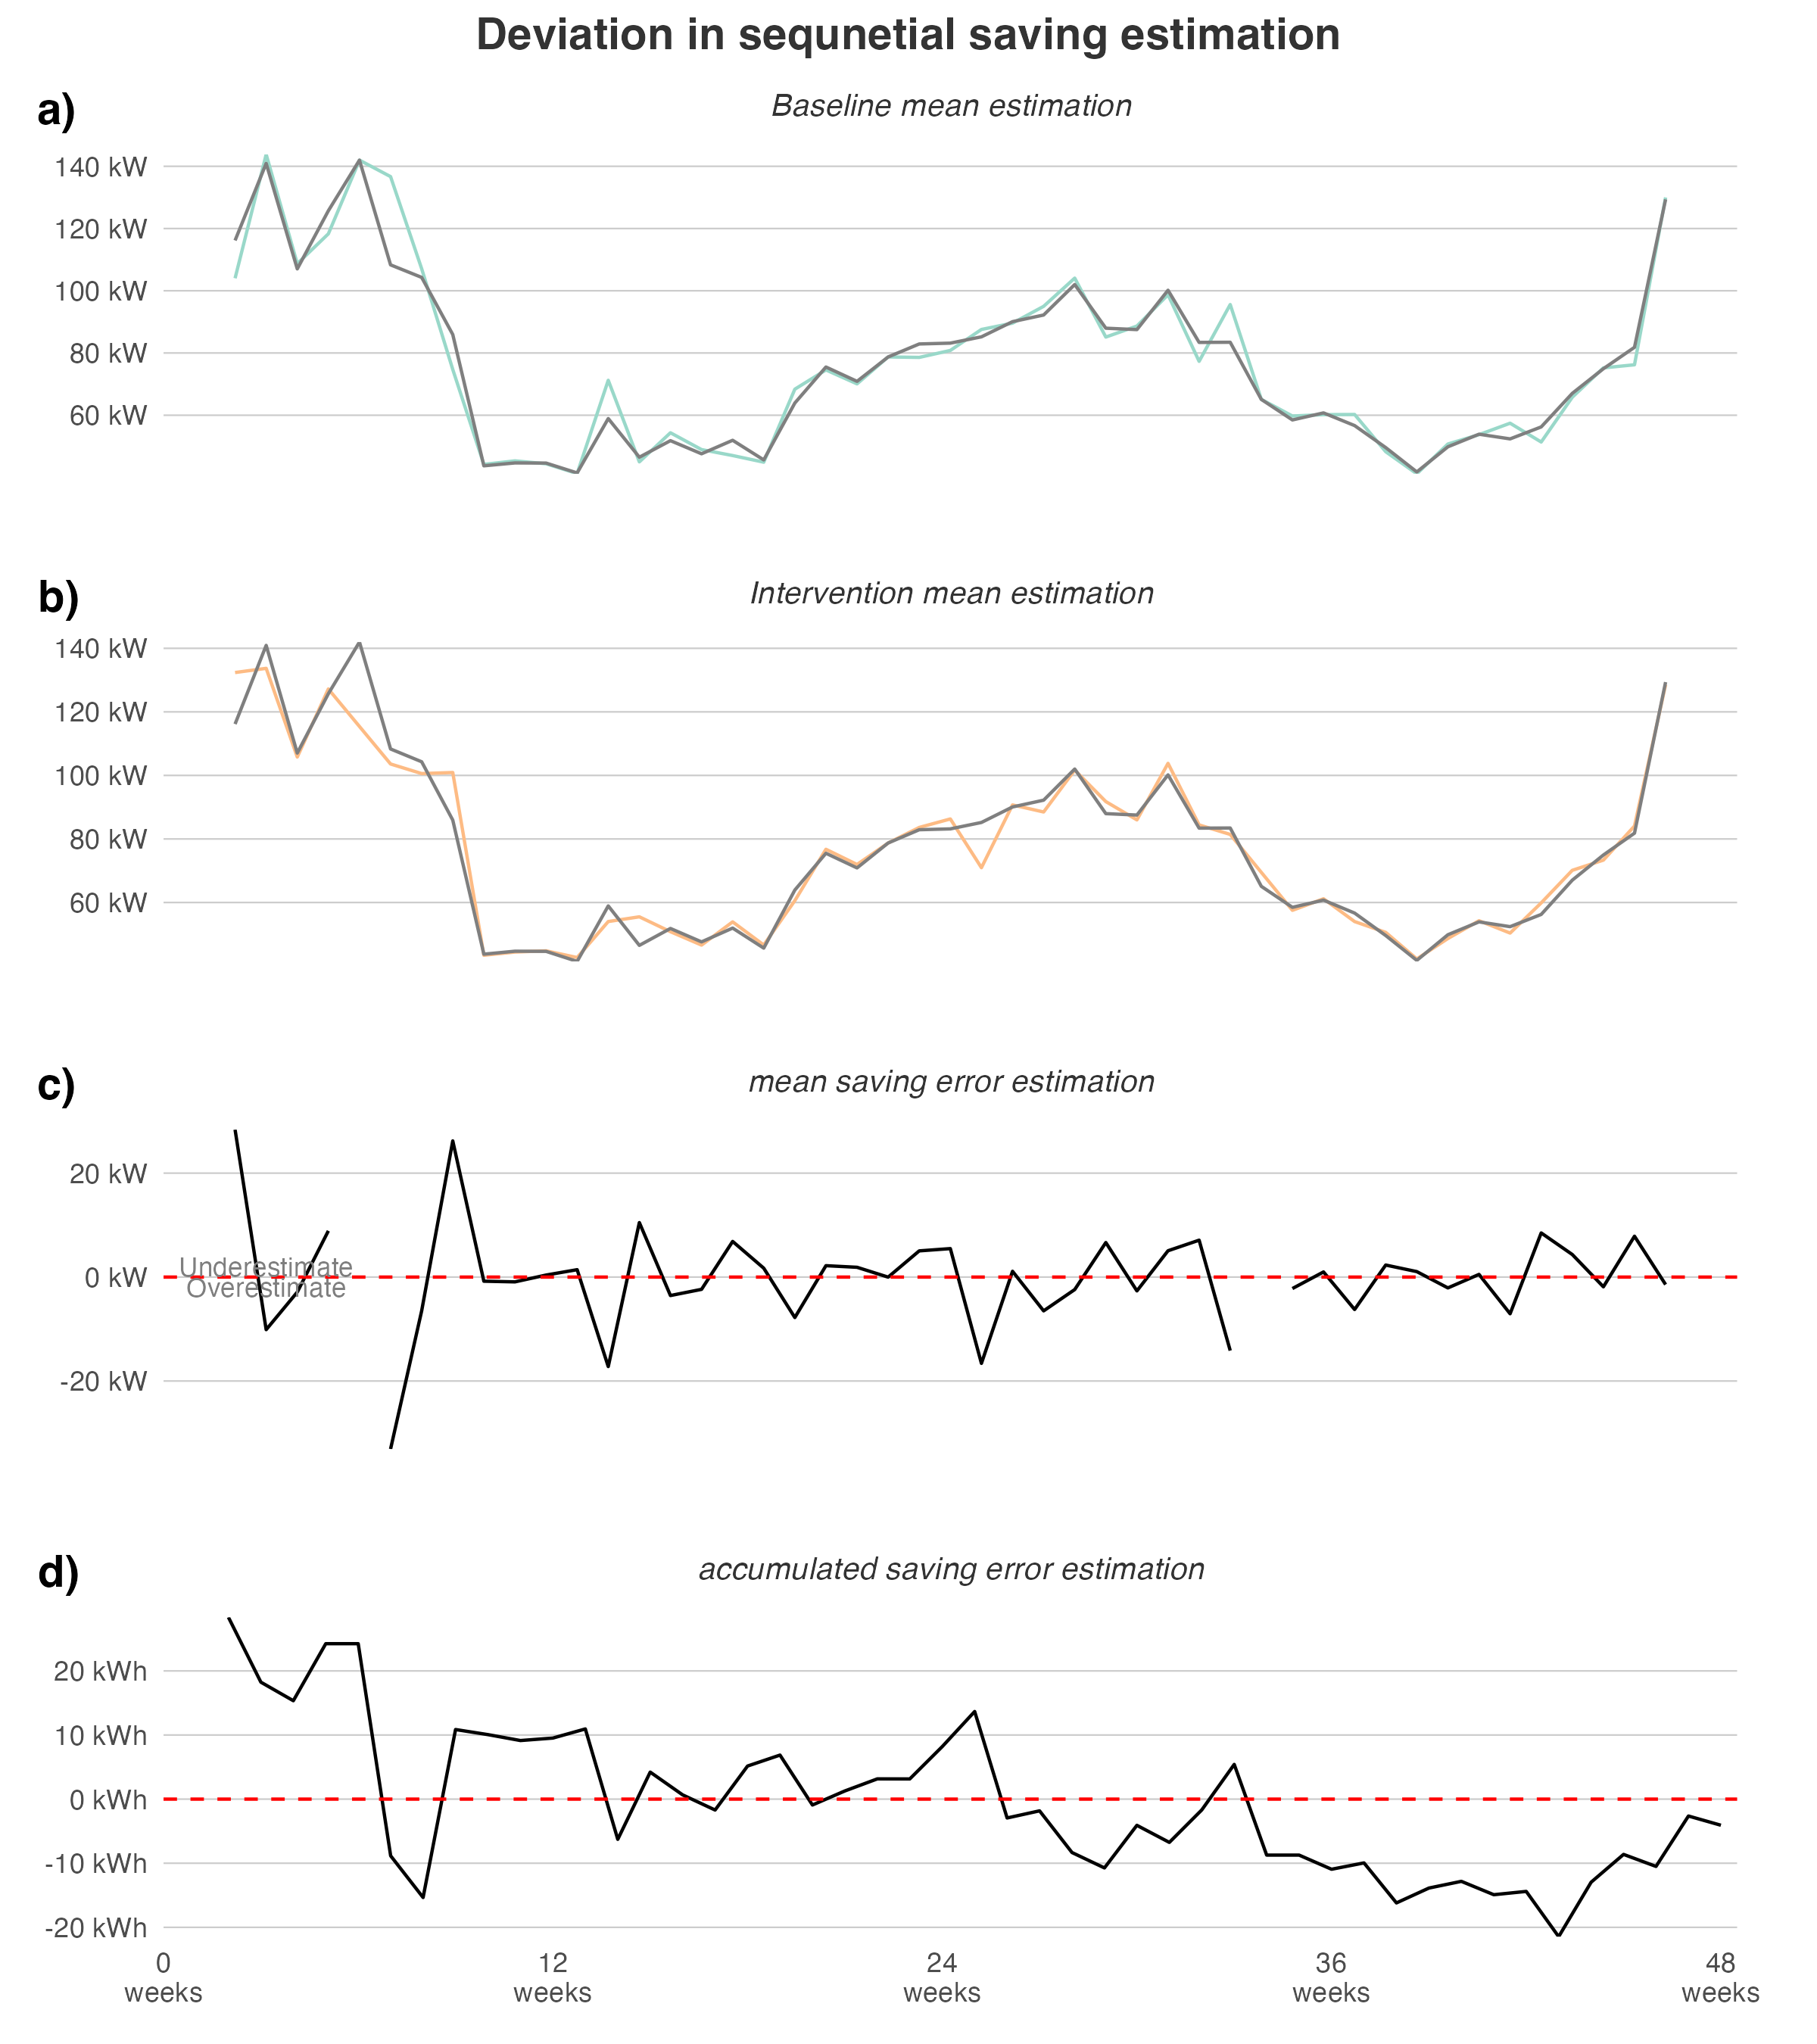 Deviation in sequnetial saving estimation
a)
Baseline mean estimation
140 kW
120 kW
100 kW
80 kW
60 kW
b)
Intervention mean estimation
140 kW
120 kW
100 kW
80 kW
60 kW
c)
mean saving error estimation
20 kW
Underestimate
0 kW
Overestimate
-20 kW
d)
accumulated saving error estimation
20 kWh
10 kWh
0 kWh
-10 kWh
-20 kWh
0 12 24 36 48
weeks weeks weeks weeks weeks